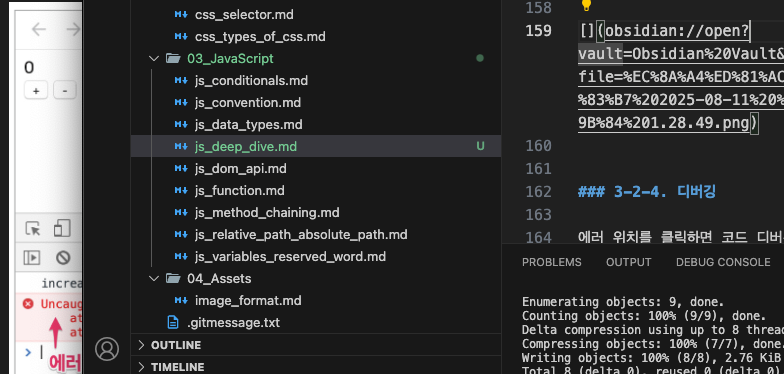 0
+ -
increa
Uncaug
at
at
에러
css_selector.md
css_types_of_css.md
03_JavaScript
js_conditionals.md
js_convention.md
js_data_types.md
js_deep_dive.md U
js_dom_api.md
js_function.md
js_method_chaining.md
js_relative_path_absolute_path.md
js_variables_reserved_word.md
04_Assets
image_format.md
.gitmessage.txt
OUTLINE
TIMELINE
158
159 [](obsidian://open?
vault=Obsidian%20Vault&
file=%EC%8A%A4%ED%81%AC
%83%B7%202025-08-11%20%
9B%84%201.28.49.png)
160
161
162 ### 3-2-4. 디버깅
163
164 에러 위치를 클릭하면 코드 디버
PROBLEMS OUTPUT DEBUG CONSOLE
Enumerating objects: 9, done.
Counting objects: 100% (9/9), done.
Delta compression using up to 8 threa
Compressing objects: 100% (7/7), done.
Writing objects: 100% (8/8), 2.76 KiB
Total 8 (delta 0), reused 0 (delta 0)